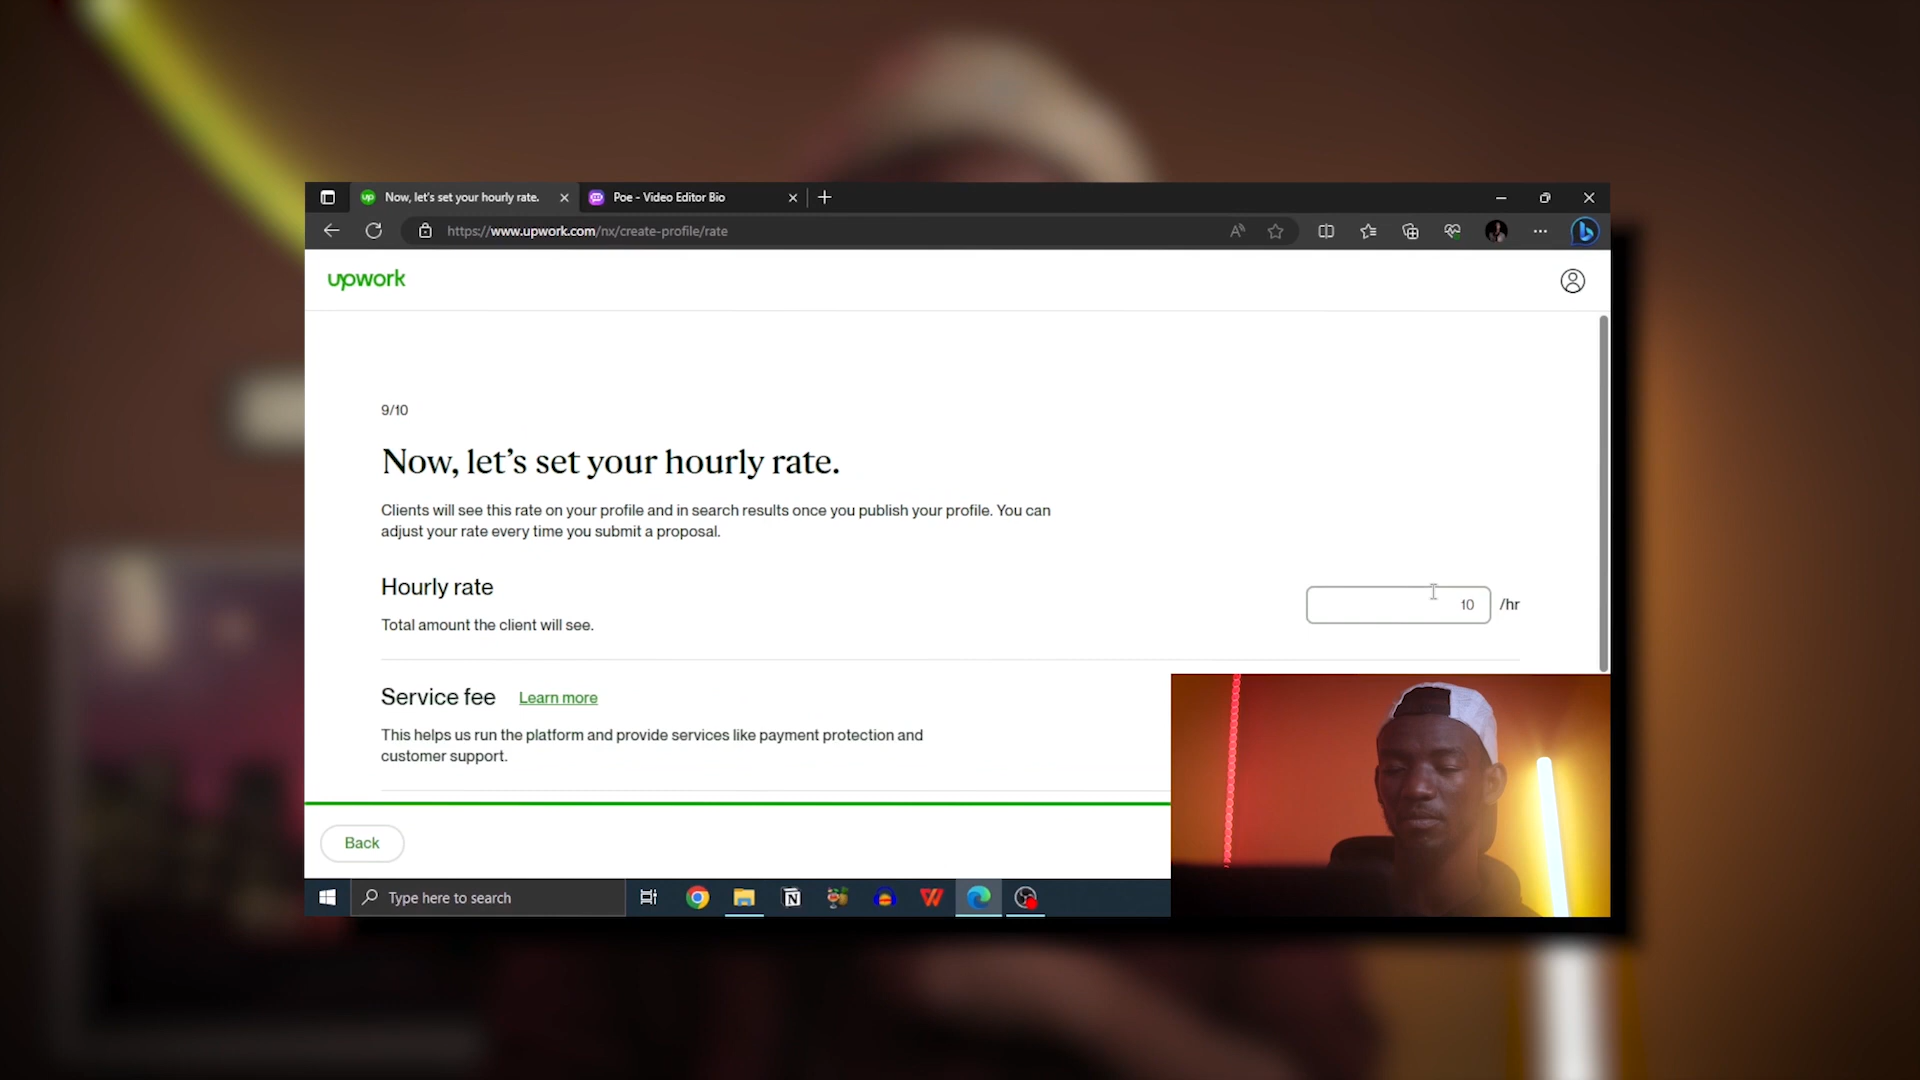 Now, let's set your hourly rate.
Poe - Video Editor Bio
https://www.upwork.com/nx/create-profile/rate
upwork
9/10
Now, let’s set your hourly rate.
Clients will see this rate on your profile and in search results once you publish your profile. You can
adjust your rate every time you submit a proposal.
Hourly rate
10 /hr
Total amount the client will see.
Service fee Learn more
This helps us run the platform and provide services like payment protection and
customer support.
Back
Type here to search